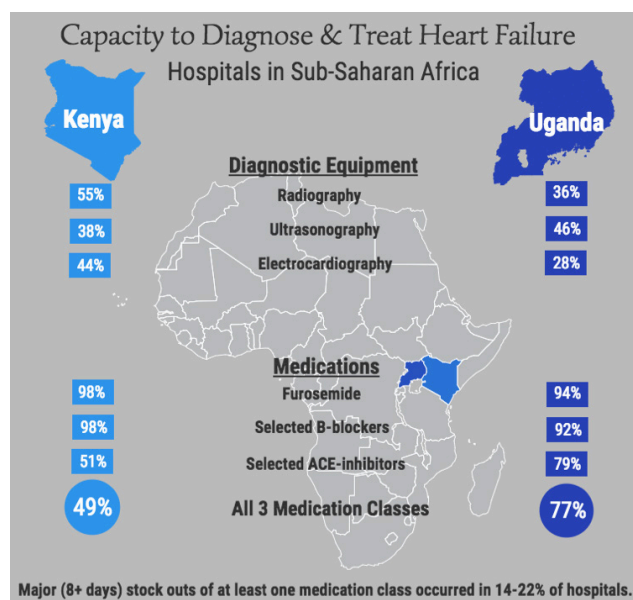 Capacity to Diagnose & Treat Heart Failure
Hospitals in Sub-Saharan Africa
Kenya
Uganda
Diagnostic Equipment
55% Radiography 36%
38% Ultrasonography 46%
44% Electrocardiography 28%
Medications
98% Furosemide 94%
98% Selected B-blockers 92%
51% Selected ACE-inhibitors 79%
49% All 3 Medication Classes 77%
Major (8+ days) stock outs of at least one medication class occurred in 14-22% of hospitals.